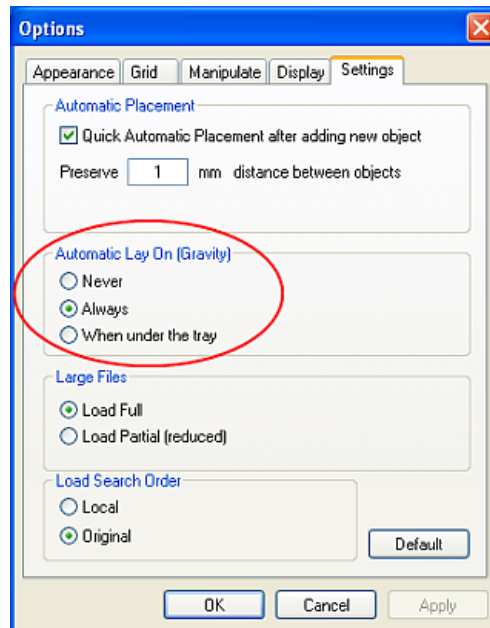 Options
Appearance Grid Manipulate Display Settings
Automatic Placement
Quick Automatic Placement after adding new object
Preserve 1 mm distance between objects
Automatic Lay On (Gravity)
Never
Always
When under the tray
Large Files
Load Full
Load Partial (reduced)
Load Search Order
Local
Original
Default
OK Cancel Apply